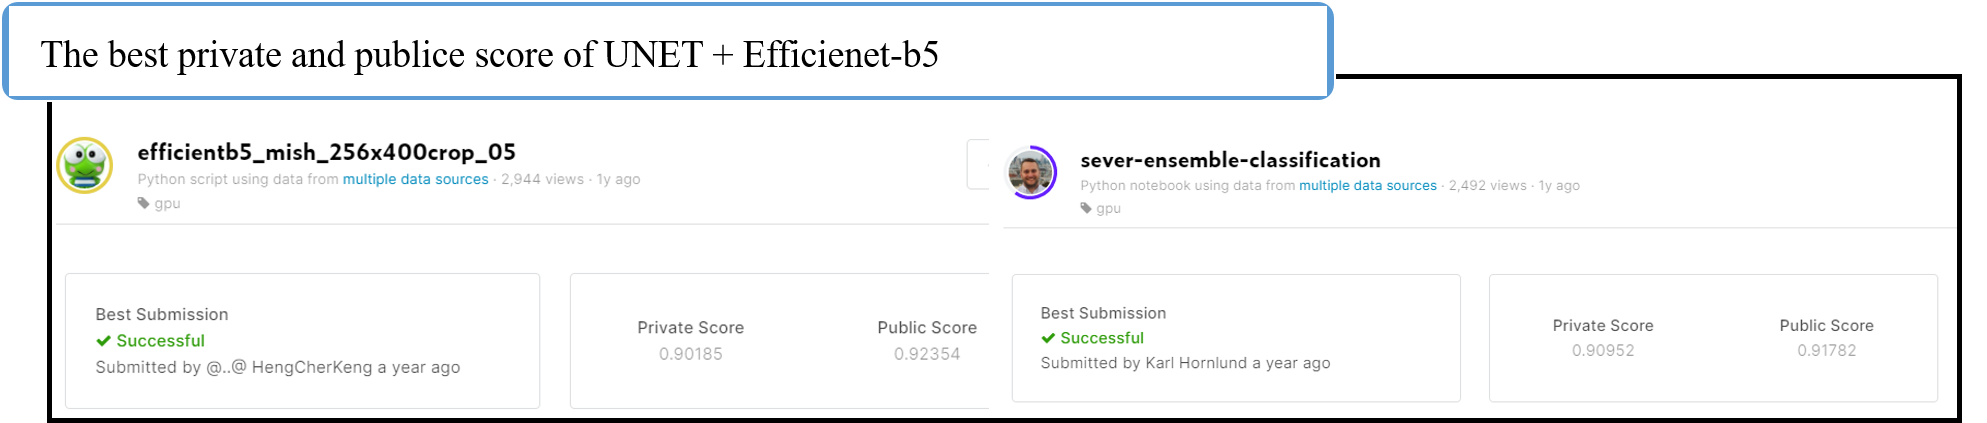 The best private and publice score of UNET + Efficienet-b5
efficientb5_mish_256x400crop_05
Python script using data from multiple data sources · 2,944 views · 1y ago
gpu
Best Submission
Successful
Submitted by @..@ HengCherKeng a year ago
Private Score
0.90185
Public Score
0.92354
sever-ensemble-classification
Python notebook using data from multiple data sources · 2,492 views · 1y ago
gpu
Best Submission
Successful
Submitted by Karl Hornlund a year ago
Private Score
0.90952
Public Score
0.91782